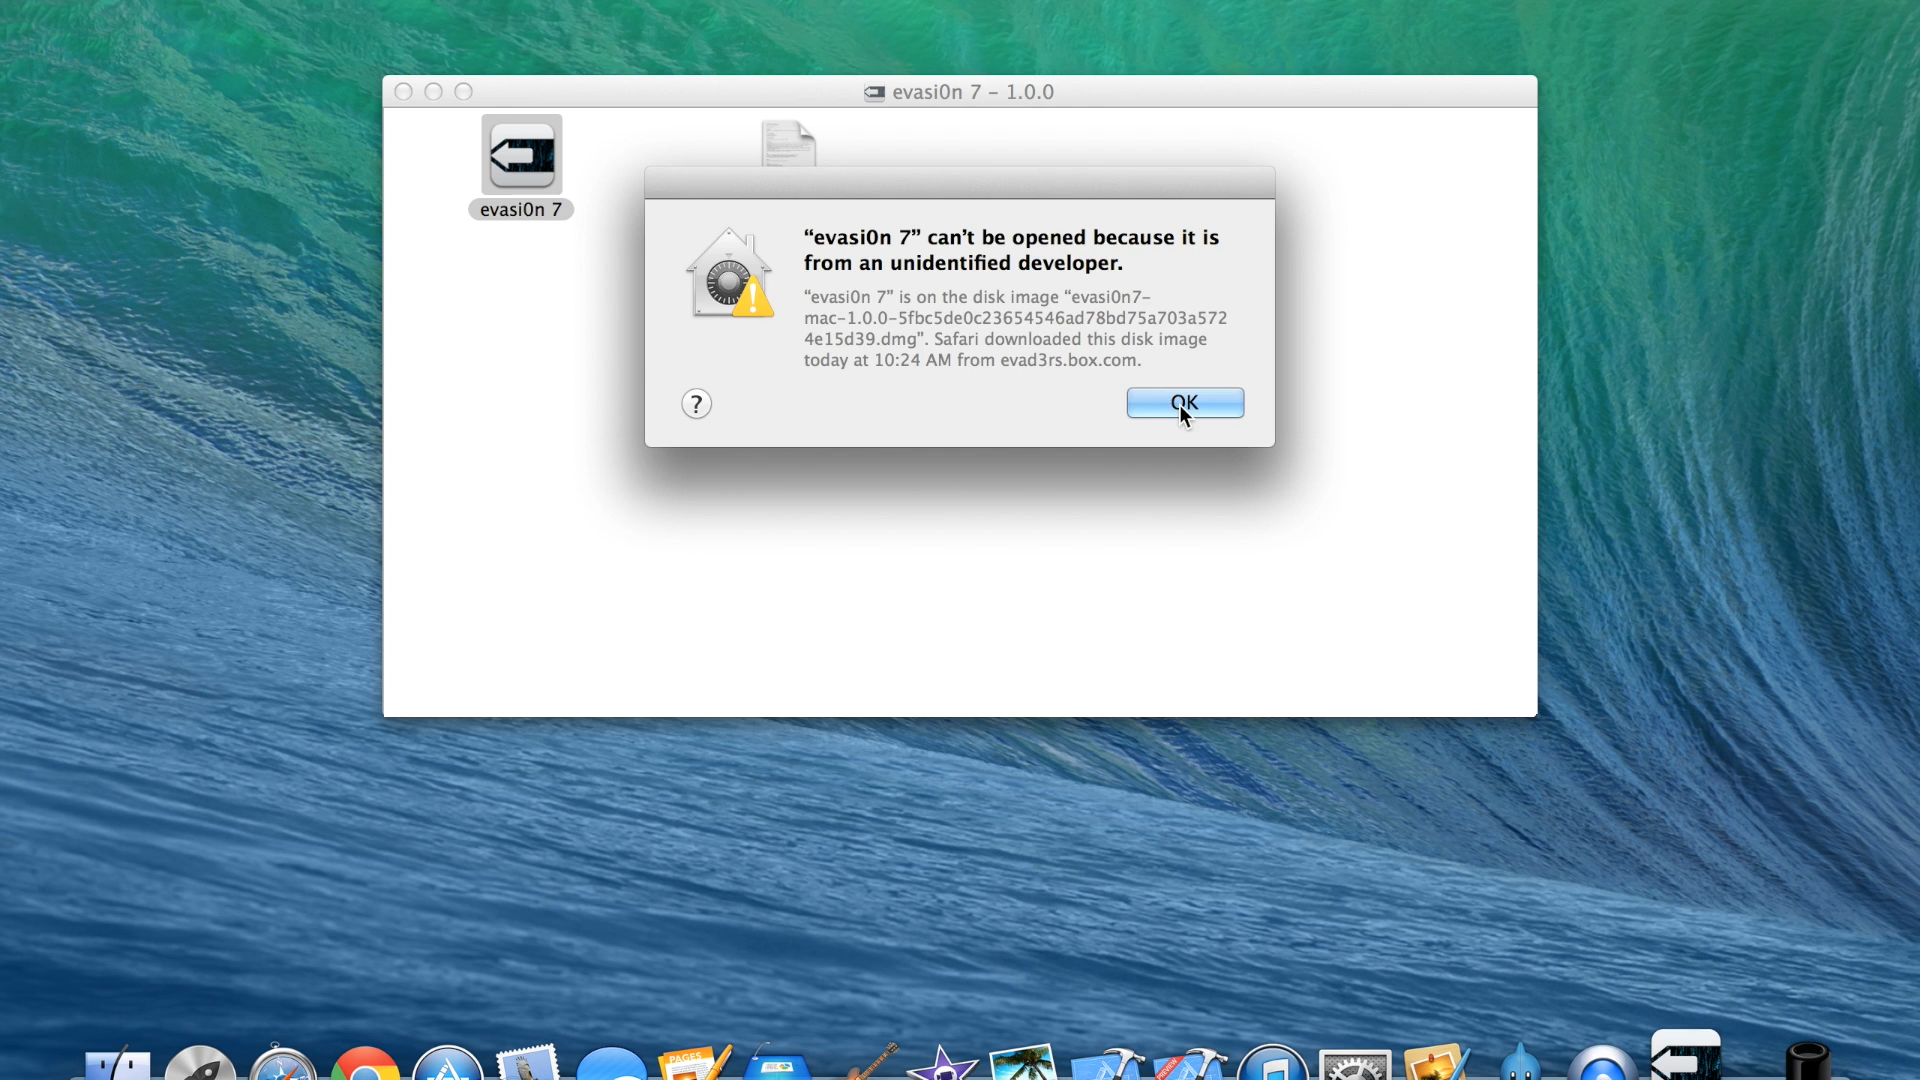 evasi0n 7 – 1.0.0
evasi0n 7
“evasi0n 7” can’t be opened because it is
from an unidentified developer.
“evasi0n 7” is on the disk image “evasi0n7-
mac-1.0.0-5fbc5de0c23654546ad78bd75a703a572
4e15d39.dmg”. Safari downloaded this disk image
today at 10:24 AM from evad3rs.box.com.
?
OK
PAGES